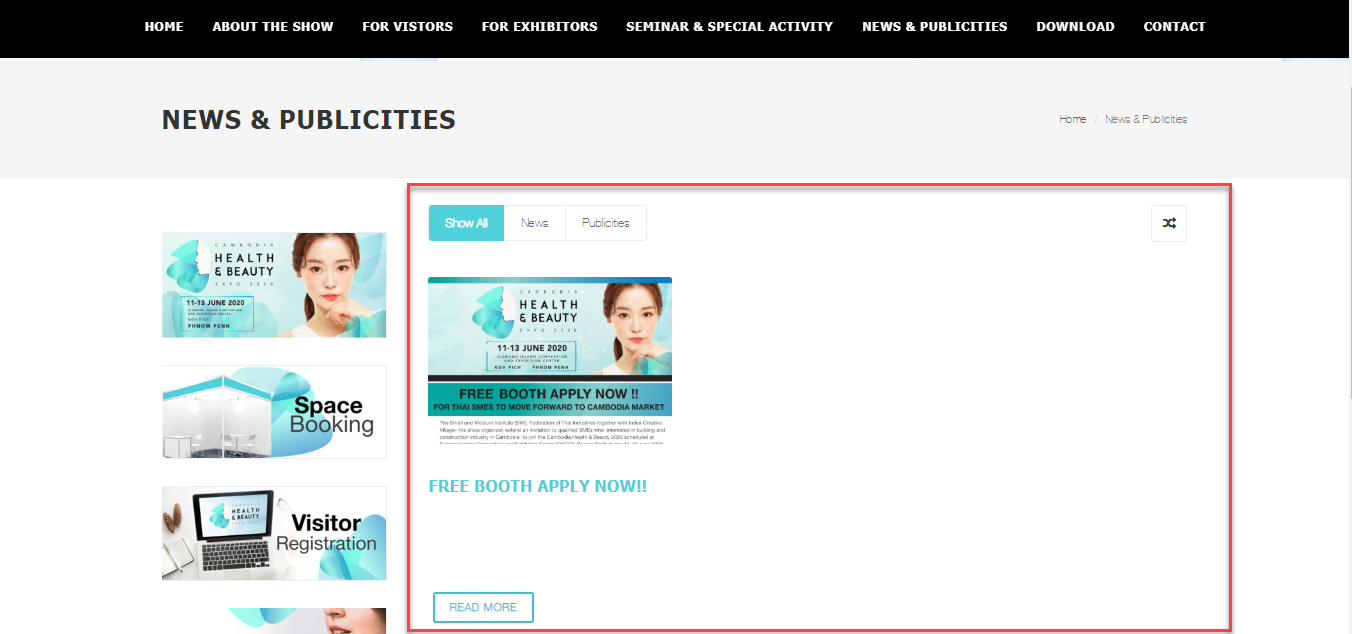 HOME ABOUT THE SHOW FOR VISTORS FOR EXHIBITORS SEMINAR & SPECIAL ACTIVITY NEWS & PUBLICITIES DOWNLOAD CONTACT
NEWS & PUBLICITIES
Home / News & Publicities
CAMBODIA
HEALTH
& BEAUTY
EXPO 2020
11-13 JUNE 2020
DIAMOND ISLAND CONVENTION
AND EXHIBITION CENTER,
KOH PICH
PHNOM PENH
Space
Booking
CAMBODIA
HEALTH
& BEAUTY
Visitor
Registration
Show All News Publicities
CAMBODIA
HEALTH
& BEAUTY
EXPO 2020
11-13 JUNE 2020
DIAMOND ISLAND CONVENTION
AND EXHIBITION CENTER
KOH PICH PHNOM PENH
FREE BOOTH APPLY NOW !!
FOR THAI SMES TO MOVE FORWARD TO CAMBODIA MARKET
The Small and Medium Institute (SMI), Federation of Thai Industries together with Index Creative
Village– the show organizer, extend an invitation to qualified SMEs who interested in building and
construction industry in Cambodia to join the Cambodia Health & Beauty 2020 scheduled at
FREE BOOTH APPLY NOW!!
READ MORE